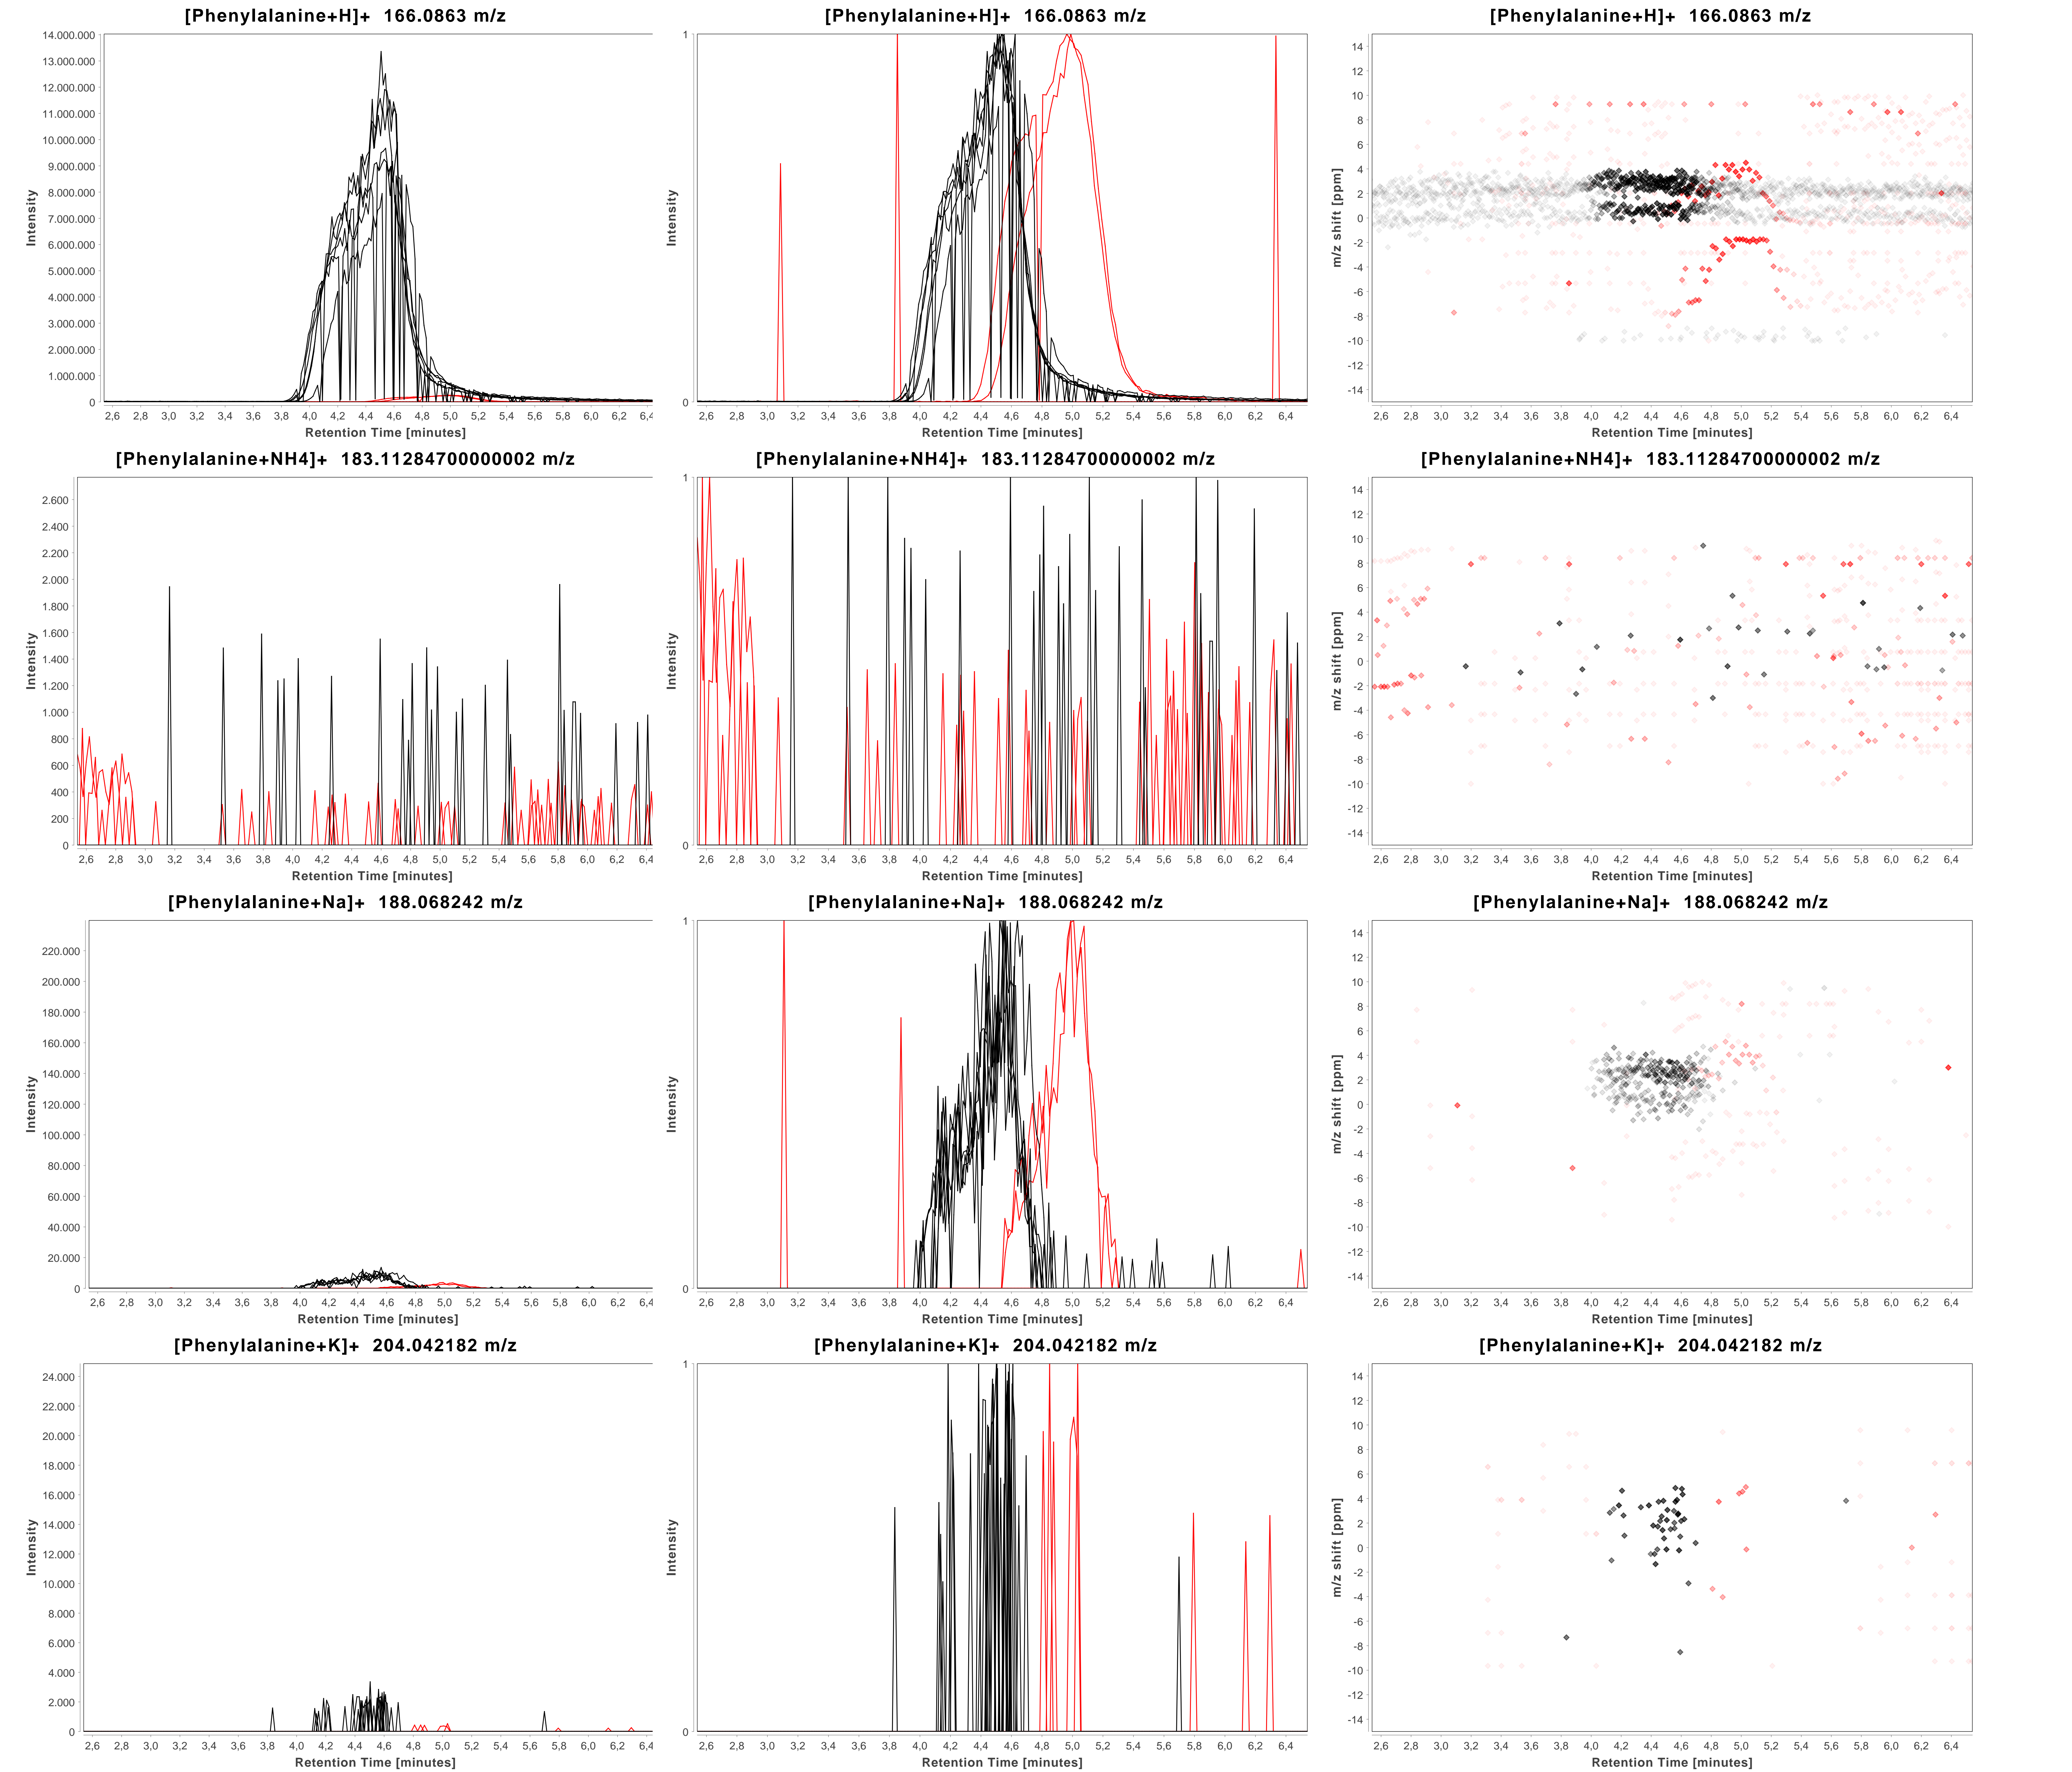 [Phenylalanine+H]+ 166.0863 m/z
14.000.000
13.000.000
12.000.000
11.000.000
10.000.000
9.000.000
8.000.000
7.000.000
6.000.000
5.000.000
4.000.000
3.000.000
2.000.000
1.000.000
0
Intensity
2,6 2,8 3,0 3,2 3,4 3,6 3,8 4,0 4,2 4,4 4,6 4,8 5,0 5,2 5,4 5,6 5,8 6,0 6,2 6,4
Retention Time [minutes]
[Phenylalanine+H]+ 166.0863 m/z
1
0
Intensity
2,6 2,8 3,0 3,2 3,4 3,6 3,8 4,0 4,2 4,4 4,6 4,8 5,0 5,2 5,4 5,6 5,8 6,0 6,2 6,4
Retention Time [minutes]
[Phenylalanine+H]+ 166.0863 m/z
14
12
10
8
6
4
2
0
-2
-4
-6
-8
-10
-12
-14
m/z shift [ppm]
2,6 2,8 3,0 3,2 3,4 3,6 3,8 4,0 4,2 4,4 4,6 4,8 5,0 5,2 5,4 5,6 5,8 6,0 6,2 6,4
Retention Time [minutes]
[Phenylalanine+NH4]+ 183.11284700000002 m/z
2.600
2.400
2.200
2.000
1.800
1.600
1.400
1.200
1.000
800
600
400
200
0
Intensity
2,6 2,8 3,0 3,2 3,4 3,6 3,8 4,0 4,2 4,4 4,6 4,8 5,0 5,2 5,4 5,6 5,8 6,0 6,2 6,4
Retention Time [minutes]
[Phenylalanine+NH4]+ 183.11284700000002 m/z
1
0
Intensity
2,6 2,8 3,0 3,2 3,4 3,6 3,8 4,0 4,2 4,4 4,6 4,8 5,0 5,2 5,4 5,6 5,8 6,0 6,2 6,4
Retention Time [minutes]
[Phenylalanine+NH4]+ 183.11284700000002 m/z
14
12
10
8
6
4
2
0
-2
-4
-6
-8
-10
-12
-14
m/z shift [ppm]
2,6 2,8 3,0 3,2 3,4 3,6 3,8 4,0 4,2 4,4 4,6 4,8 5,0 5,2 5,4 5,6 5,8 6,0 6,2 6,4
Retention Time [minutes]
[Phenylalanine+Na]+ 188.068242 m/z
220.000
200.000
180.000
160.000
140.000
120.000
100.000
80.000
60.000
40.000
20.000
0
Intensity
2,6 2,8 3,0 3,2 3,4 3,6 3,8 4,0 4,2 4,4 4,6 4,8 5,0 5,2 5,4 5,6 5,8 6,0 6,2 6,4
Retention Time [minutes]
[Phenylalanine+Na]+ 188.068242 m/z
1
0
Intensity
2,6 2,8 3,0 3,2 3,4 3,6 3,8 4,0 4,2 4,4 4,6 4,8 5,0 5,2 5,4 5,6 5,8 6,0 6,2 6,4
Retention Time [minutes]
[Phenylalanine+Na]+ 188.068242 m/z
14
12
10
8
6
4
2
0
-2
-4
-6
-8
-10
-12
-14
m/z shift [ppm]
2,6 2,8 3,0 3,2 3,4 3,6 3,8 4,0 4,2 4,4 4,6 4,8 5,0 5,2 5,4 5,6 5,8 6,0 6,2 6,4
Retention Time [minutes]
[Phenylalanine+K]+ 204.042182 m/z
24.000
22.000
20.000
18.000
16.000
14.000
12.000
10.000
8.000
6.000
4.000
2.000
0
Intensity
2,6 2,8 3,0 3,2 3,4 3,6 3,8 4,0 4,2 4,4 4,6 4,8 5,0 5,2 5,4 5,6 5,8 6,0 6,2 6,4
Retention Time [minutes]
[Phenylalanine+K]+ 204.042182 m/z
1
0
Intensity
2,6 2,8 3,0 3,2 3,4 3,6 3,8 4,0 4,2 4,4 4,6 4,8 5,0 5,2 5,4 5,6 5,8 6,0 6,2 6,4
Retention Time [minutes]
[Phenylalanine+K]+ 204.042182 m/z
14
12
10
8
6
4
2
0
-2
-4
-6
-8
-10
-12
-14
m/z shift [ppm]
2,6 2,8 3,0 3,2 3,4 3,6 3,8 4,0 4,2 4,4 4,6 4,8 5,0 5,2 5,4 5,6 5,8 6,0 6,2 6,4
Retention Time [minutes]